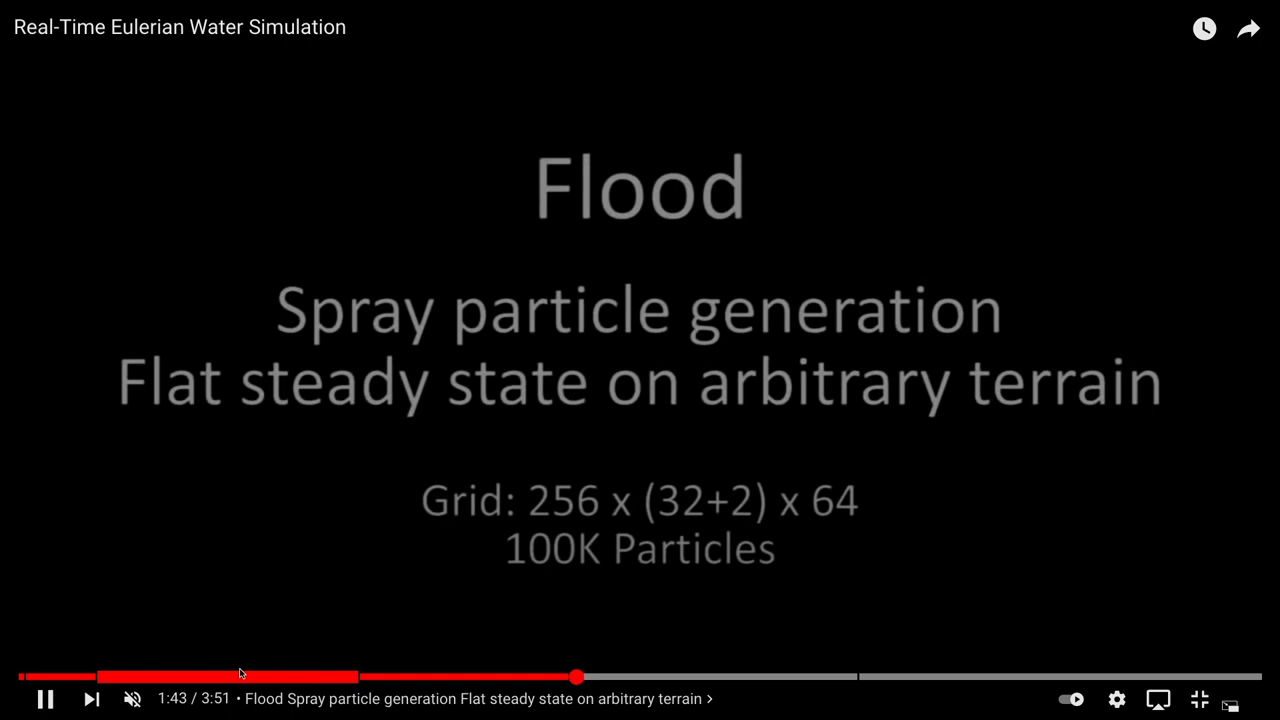 Real-Time Eulerian Water Simulation
Flood
Spray particle generation
Flat steady state on arbitrary terrain
Grid: 256 x (32+2) x 64
100K Particles
1:43 / 3:51 • Flood Spray particle generation Flat steady state on arbitrary terrain